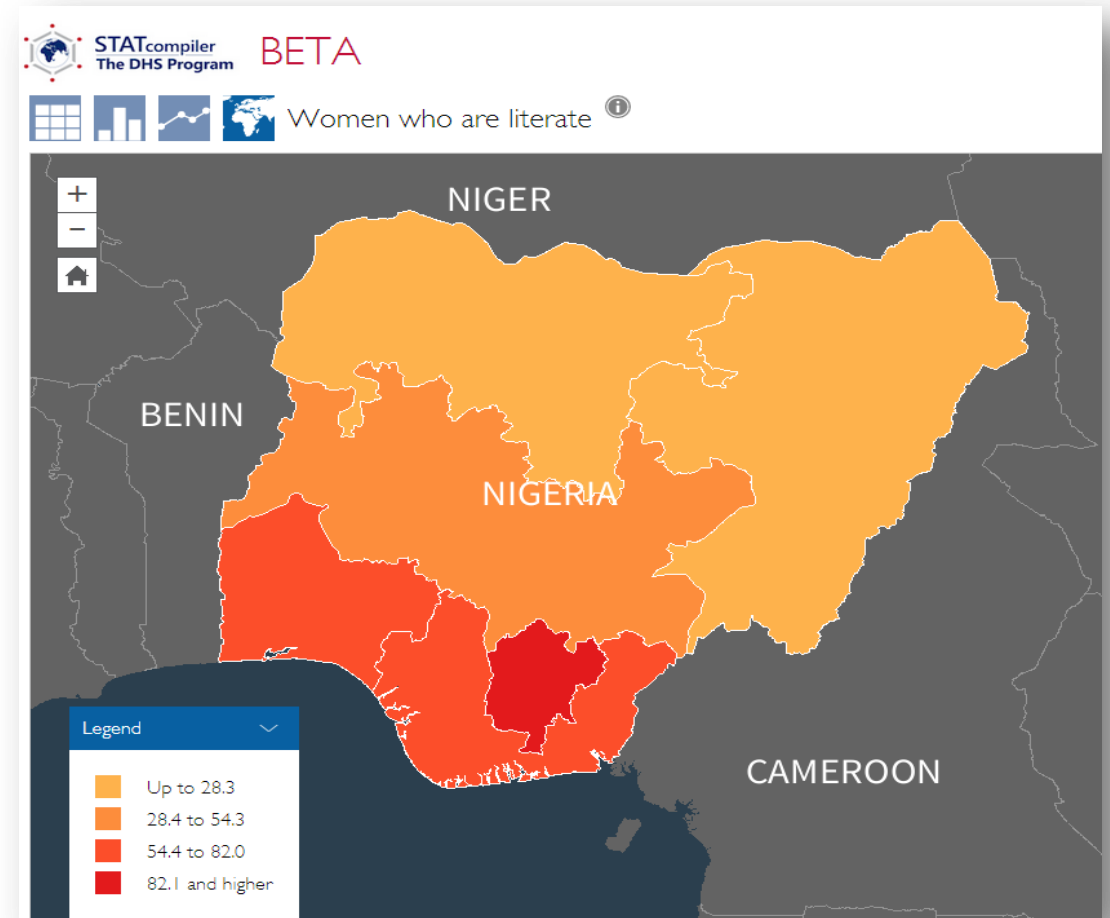 STATcompiler
The DHS Program
BETA
Women who are literate
i
+
−
NIGER
BENIN
NIGERIA
CAMEROON
Legend
Up to 28.3
28.4 to 54.3
54.4 to 82.0
82.1 and higher